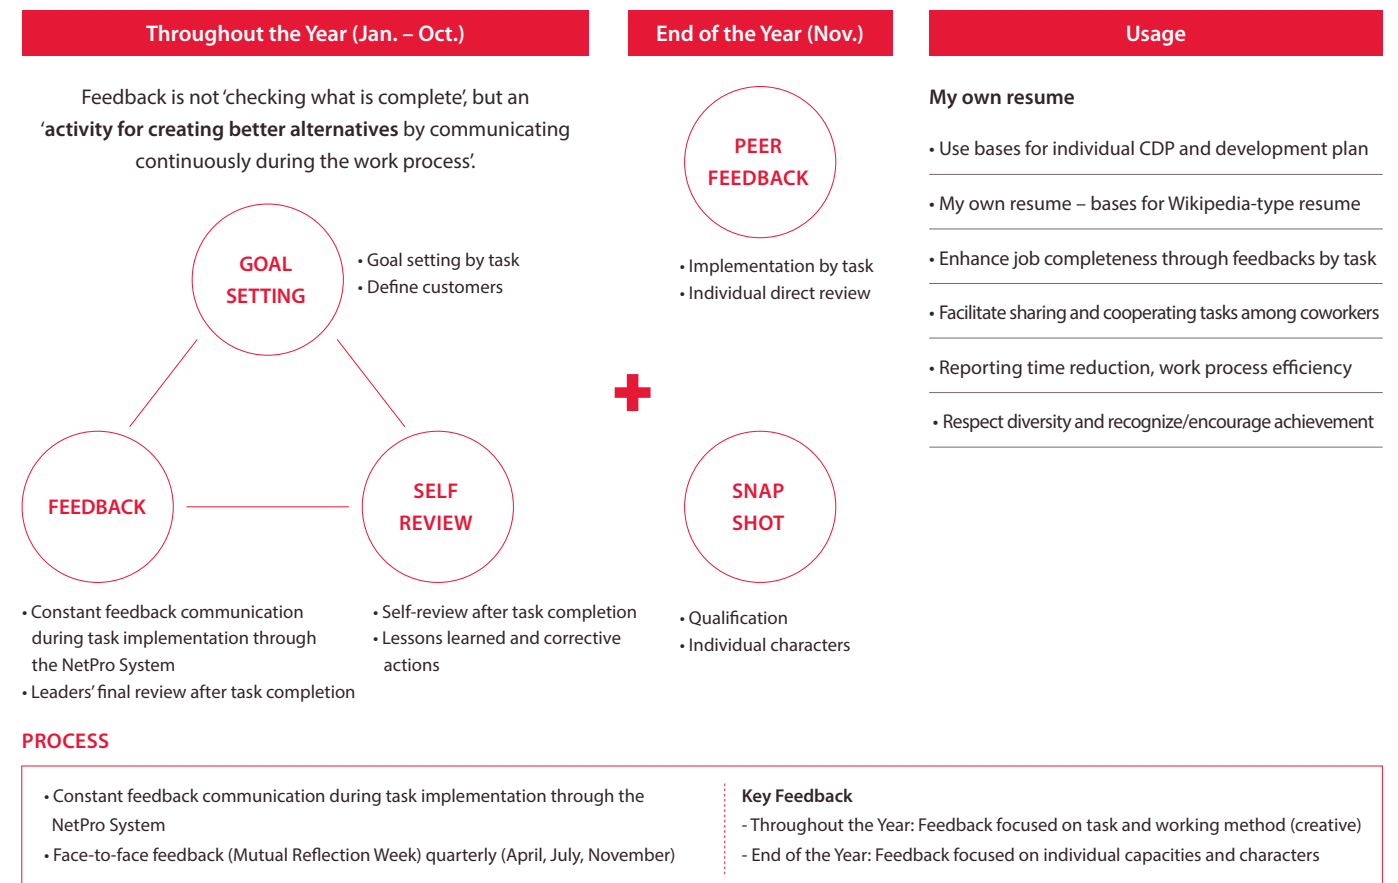 Throughout the Year (Jan. – Oct.)
Feedback is not ‘checking what is complete’, but an
‘activity for creating better alternatives by communicating
continuously during the work process’.
GOAL
SETTING
• Goal setting by task
• Define customers
FEEDBACK
SELF
REVIEW
• Constant feedback communication
during task implementation through
the NetPro System
• Leaders’ final review after task completion
• Self-review after task completion
• Lessons learned and corrective
actions
End of the Year (Nov.)
PEER
FEEDBACK
• Implementation by task
• Individual direct review
SNAP
SHOT
• Qualification
• Individual characters
Usage
My own resume
• Use bases for individual CDP and development plan
• My own resume – bases for Wikipedia-type resume
• Enhance job completeness through feedbacks by task
• Facilitate sharing and cooperating tasks among coworkers
• Reporting time reduction, work process efficiency
• Respect diversity and recognize/encourage achievement
PROCESS
• Constant feedback communication during task implementation through the
NetPro System
• Face-to-face feedback (Mutual Reflection Week) quarterly (April, July, November)
Key Feedback
- Throughout the Year: Feedback focused on task and working method (creative)
- End of the Year: Feedback focused on individual capacities and characters